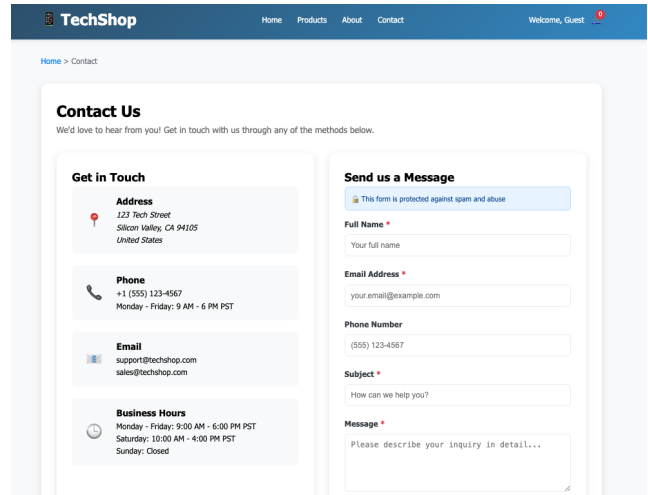 TechShop
Home Products About Contact
Welcome, Guest
0
Home > Contact
Contact Us
We'd love to hear from you! Get in touch with us through any of the methods below.
Get in Touch
Address
123 Tech Street
Silicon Valley, CA 94105
United States
Phone
+1 (555) 123-4567
Monday - Friday: 9 AM - 6 PM PST
Email
support@techshop.com
sales@techshop.com
Business Hours
Monday - Friday: 9:00 AM - 6:00 PM PST
Saturday: 10:00 AM - 4:00 PM PST
Sunday: Closed
Send us a Message
This form is protected against spam and abuse
Full Name *
Your full name
Email Address *
your.email@example.com
Phone Number
(555) 123-4567
Subject *
How can we help you?
Message *
Please describe your inquiry in detail...